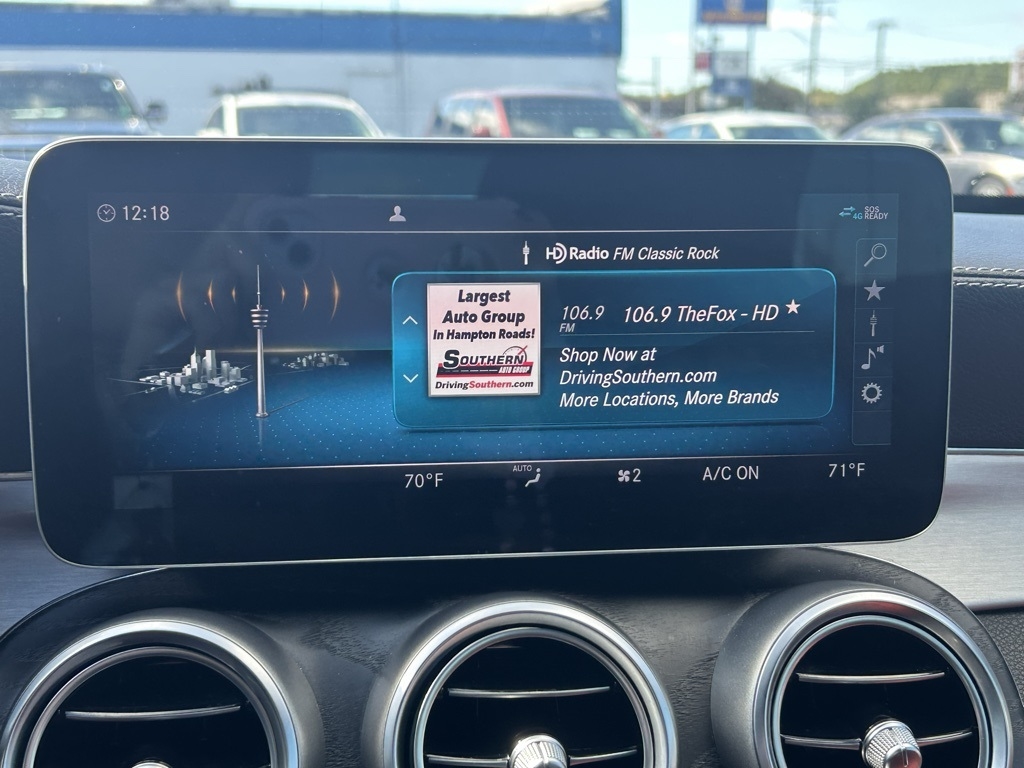 12:18
SOS
4G READY
HD Radio FM Classic Rock
Largest
Auto Group
In Hampton Roads!
SOUTHERN
AUTO GROUP
DrivingSouthern.com
106.9 106.9 TheFox - HD
FM
Shop Now at
DrivingSouthern.com
More Locations, More Brands
70°F AUTO 2 A/C ON 71°F